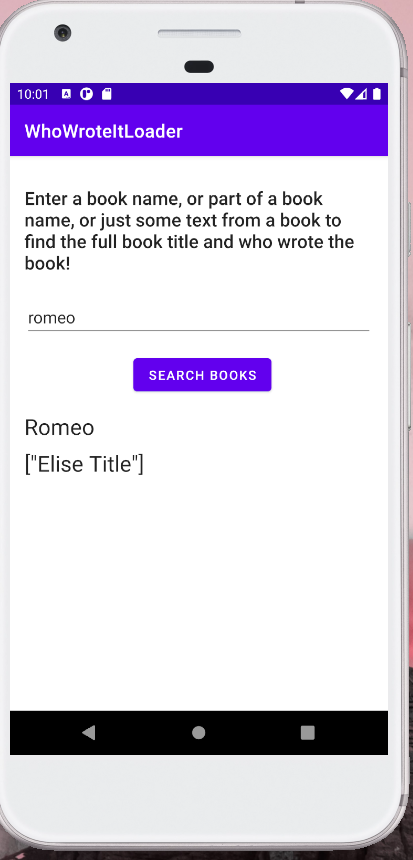 10:01
WhoWroteItLoader
Enter a book name, or part of a book
name, or just some text from a book to
find the full book title and who wrote the
book!
romeo
SEARCH BOOKS
Romeo
["Elise Title"]